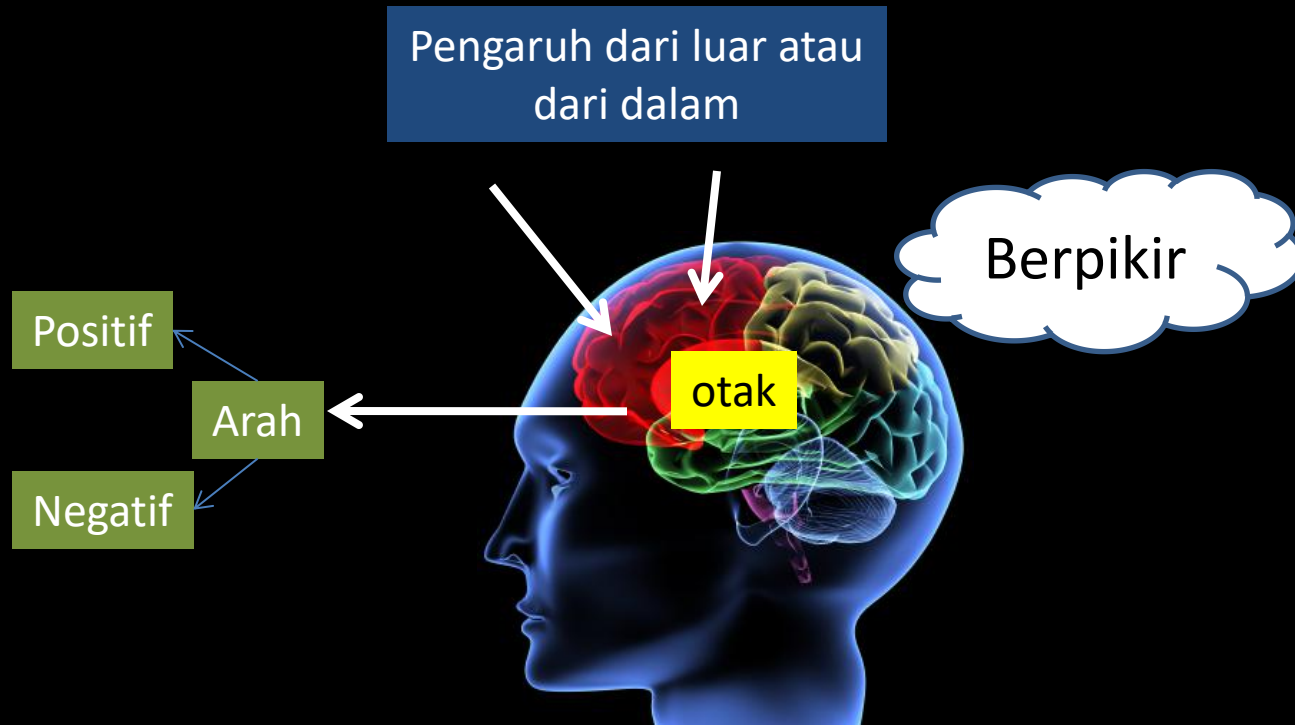 Pengaruh dari luar atau
dari dalam
Berpikir
Positif
otak
Arah
Negatif